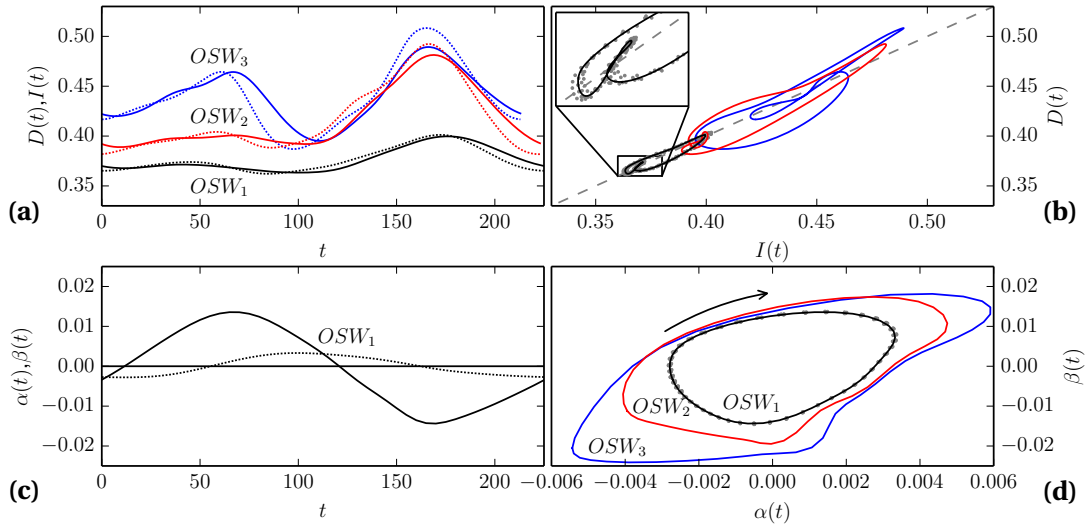 0.50
0.45
0.40
0.35
D(t),I(t)
OSW₃
OSW₂
OSW₁
0 50 100 150 200
t
(a)
0.50
0.45
0.40
0.35
D(t)
0.35 0.40 0.45 0.50
I(t)
(b)
0.02
0.01
0.00
−0.01
−0.02
α(t),β(t)
OSW₁
0 50 100 150 200
t
(c)
0.02
0.01
0.00
−0.01
−0.02
β(t)
OSW₁
OSW₂
OSW₃
−0.006 −0.004 −0.002 0.000 0.002 0.004 0.006
α(t)
(d)